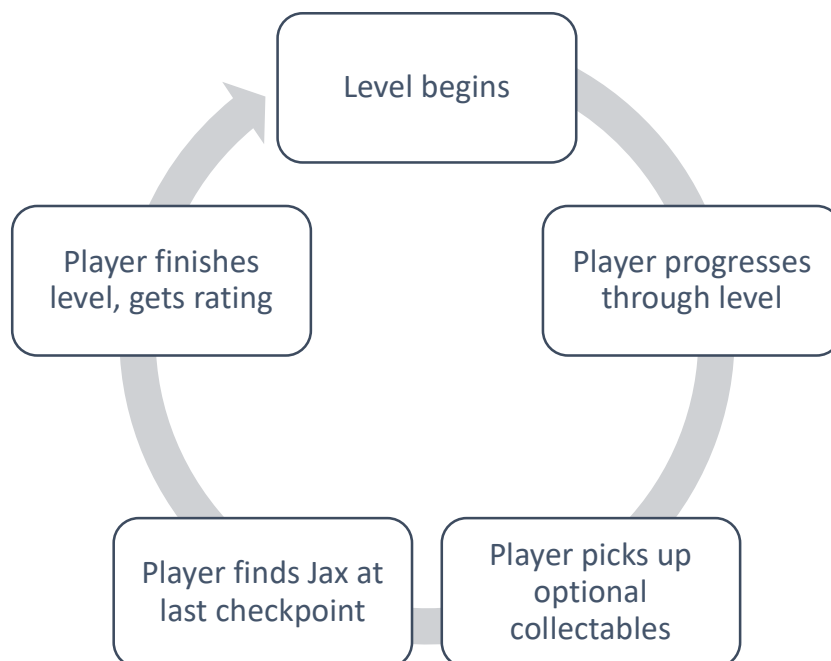 Level begins
Player progresses
through level
Player picks up
optional
collectables
Player finds Jax at
last checkpoint
Player finishes
level, gets rating